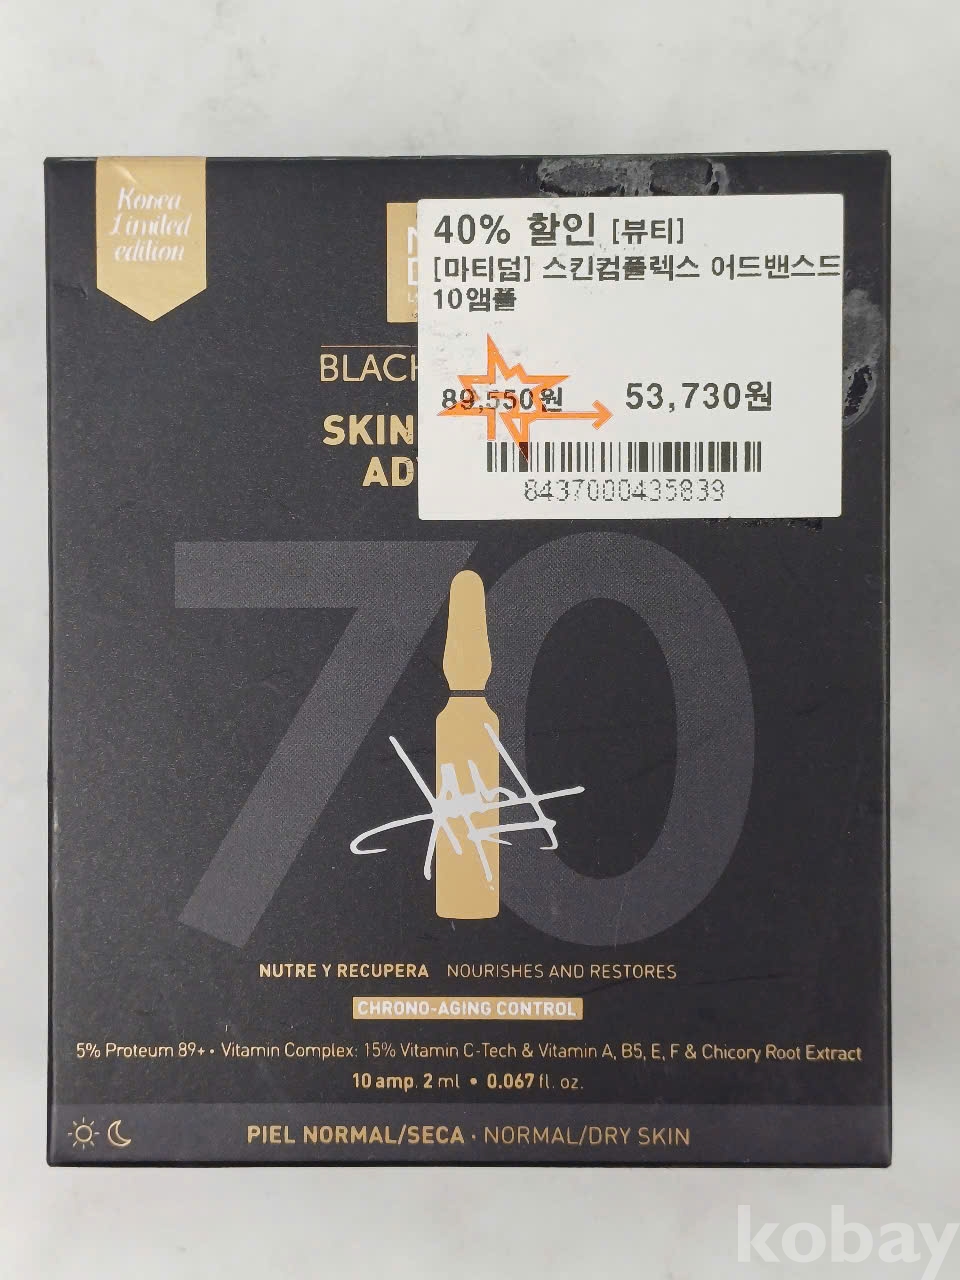 Korea
Limited
edition
40% 할인 [뷰티]
[마티덤] 스킨컴플렉스 어드밴스드
10앰플
89,550원 53,730원
8437000435839
BLACK
SKIN
AD
70
NUTRE Y RECUPERA NOURISHES AND RESTORES
CHRONO-AGING CONTROL
5% Proteum 89+ • Vitamin Complex: 15% Vitamin C-Tech & Vitamin A, B5, E, F & Chicory Root Extract
10 amp. 2 ml • 0.067 fl. oz.
PIEL NORMAL/SECA · NORMAL/DRY SKIN
kobay